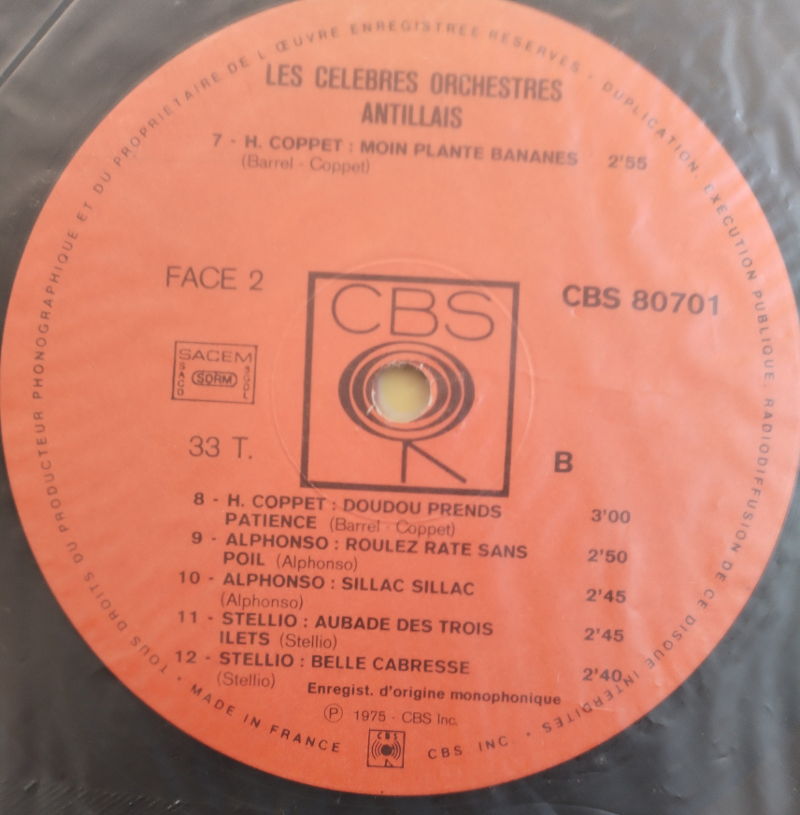 LES CELEBRES ORCHESTRES
ANTILLAIS
7 - H. COPPET : MOIN PLANTE BANANES 2'55
(Barrel - Coppet)
FACE 2
CBS 80701
CBS
SACEM
SACD SORM SGDL
33 T.
B
8 - H. COPPET : DOUDOU PRENDS
PATIENCE (Barrel - Coppet) 3'00
9 - ALPHONSO : ROULEZ RATE SANS
POIL (Alphonso) 2'50
10 - ALPHONSO : SILLAC SILLAC
(Alphonso) 2'45
11 - STELLIO : AUBADE DES TROIS
ILETS (Stellio) 2'45
12 - STELLIO : BELLE CABRESSE
(Stellio) 2'40
Enregist. d'origine monophonique
Ⓟ 1975 - CBS Inc.
CBS
TOUS DROITS DU PRODUCTEUR PHONOGRAPHIQUE ET DU PROPRIETAIRE DE L'ŒUVRE ENREGISTREE RESERVES • DUPLICATION, EXECUTION PUBLIQUE, RADIODIFFUSION DE CE DISQUE INTERDITES • CBS INC. • MADE IN FRANCE